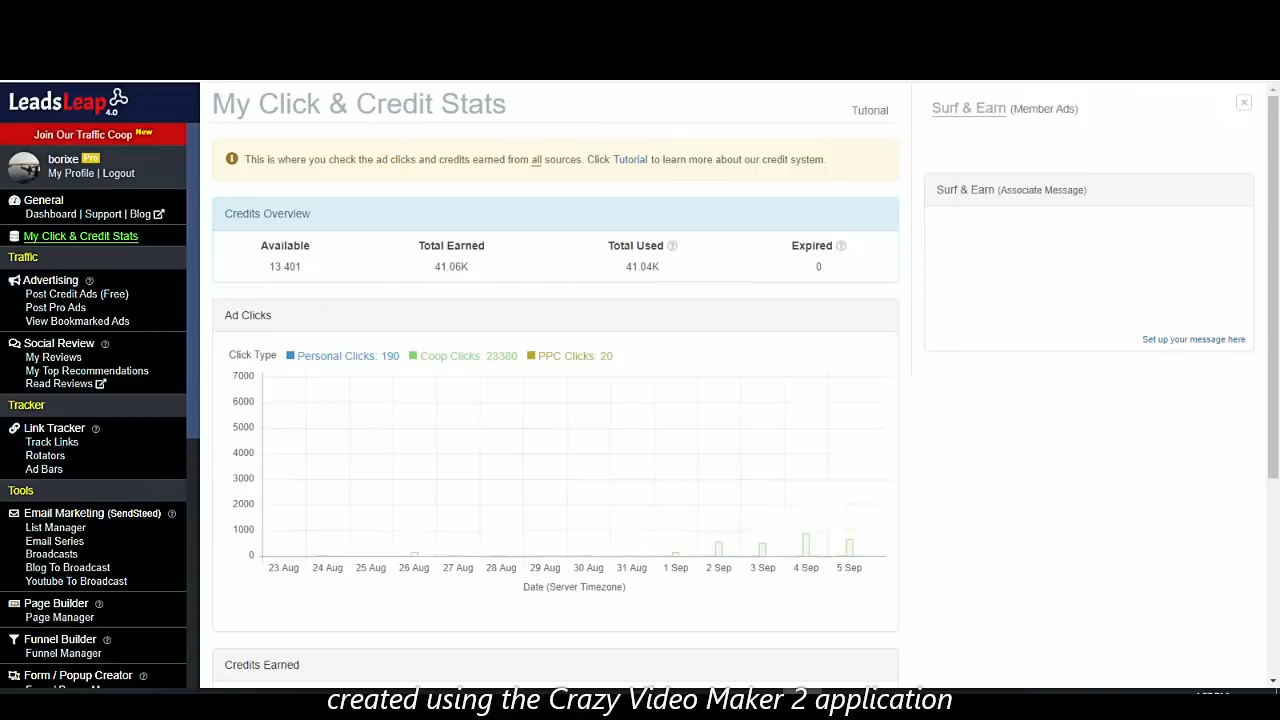 LeadsLeap 4.0
Join Our Traffic Coop New
borixe Pro
My Profile | Logout
General
Dashboard | Support | Blog
My Click & Credit Stats
Traffic
Advertising
Post Credit Ads (Free)
Post Pro Ads
View Bookmarked Ads
Social Review
My Reviews
My Top Recommendations
Read Reviews
Tracker
Link Tracker
Track Links
Rotators
Ad Bars
Tools
Email Marketing (SendSteed)
List Manager
Email Series
Broadcasts
Blog To Broadcast
Youtube To Broadcast
Page Builder
Page Manager
Funnel Builder
Funnel Manager
Form / Popup Creator
My Click & Credit Stats
Tutorial
This is where you check the ad clicks and credits earned from all sources. Click Tutorial to learn more about our credit system.
Credits Overview
Available Total Earned Total Used Expired
13.401 41.06K 41.04K 0
Ad Clicks
Click Type Personal Clicks: 190 Coop Clicks: 23380 PPC Clicks: 20
7000
6000
5000
4000
3000
2000
1000
0
23 Aug 24 Aug 25 Aug 26 Aug 27 Aug 28 Aug 29 Aug 30 Aug 31 Aug 1 Sep 2 Sep 3 Sep 4 Sep 5 Sep
Date (Server Timezone)
Credits Earned
Surf & Earn (Member Ads)
Surf & Earn (Associate Message)
Set up your message here
created using the Crazy Video Maker 2 application